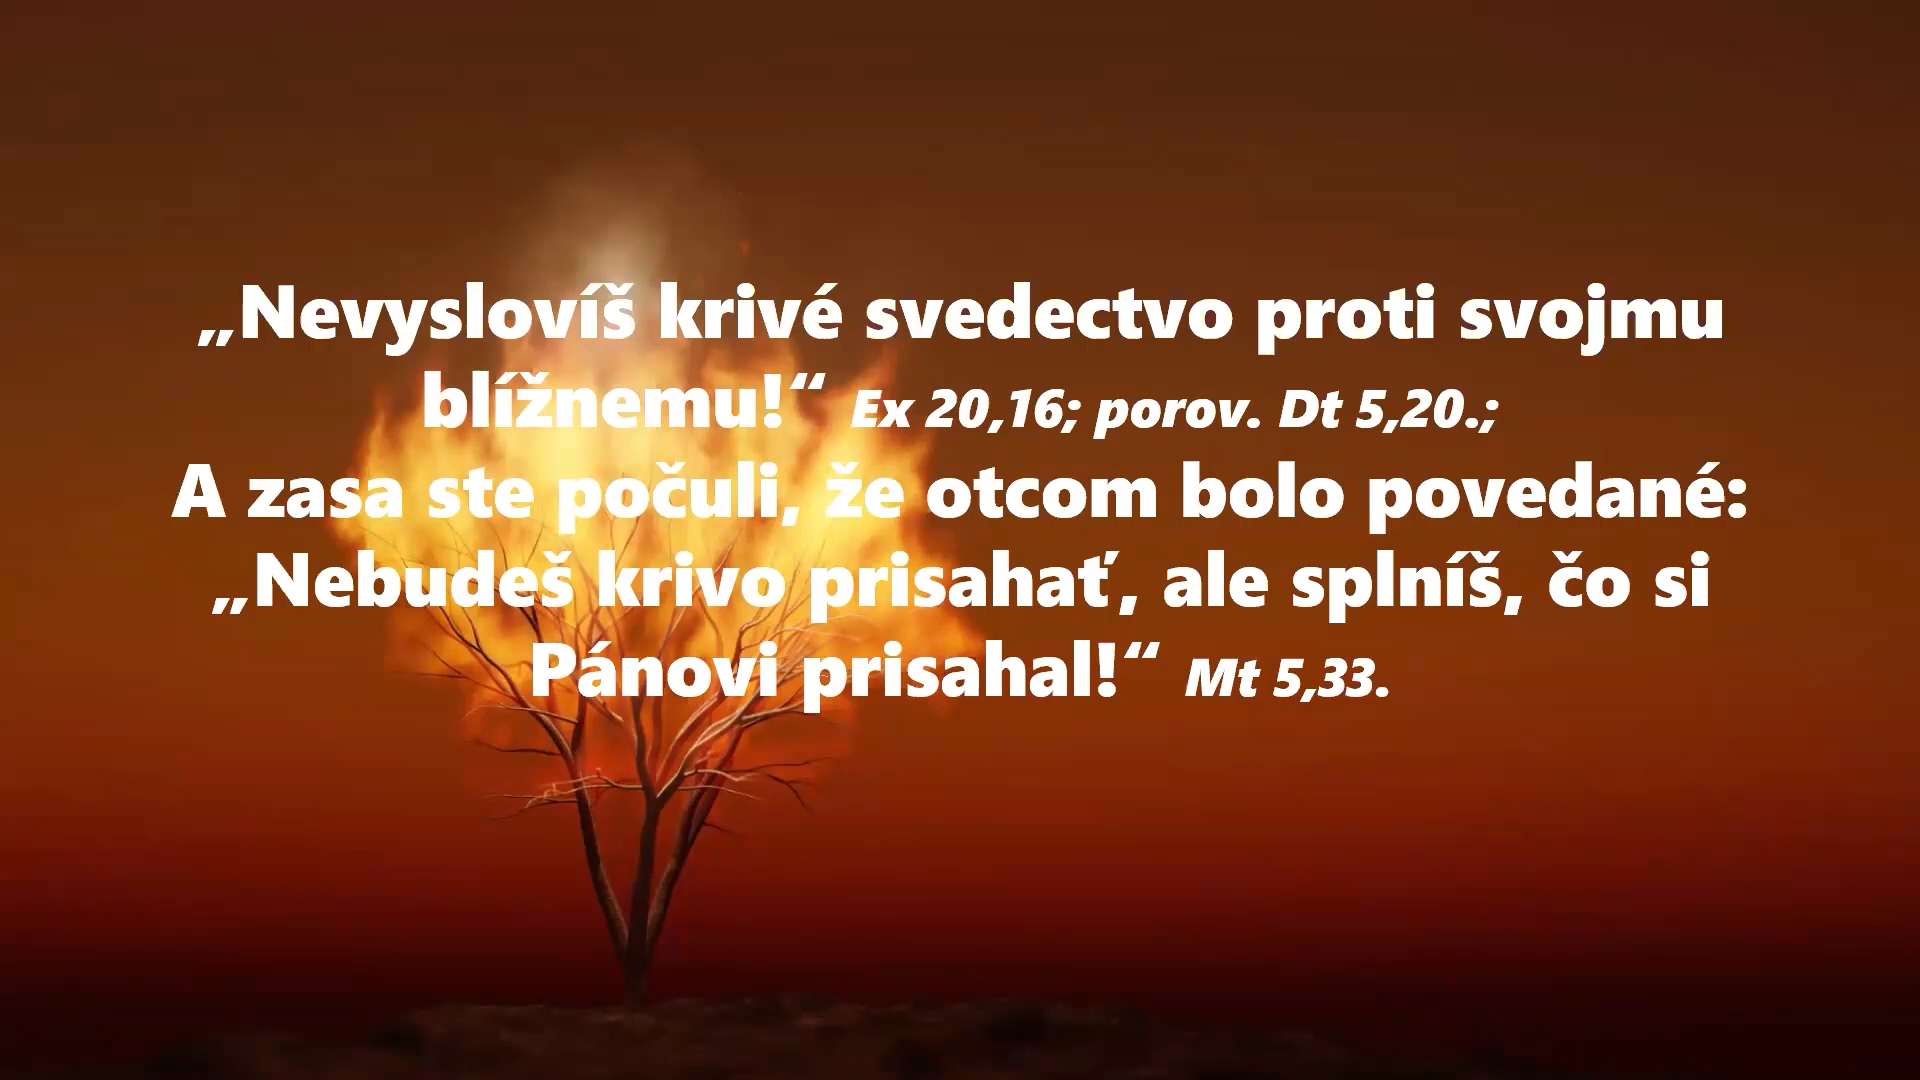 „Nevysloviš krivé svedectvo proti svojmu
blížnemu!“ Ex 20,16; porov. Dt 5,20.;
A zasa ste počuli, že otcom bolo povedané:
„Nebudeš krivo prisahať, ale splníš, čo si
Pánovi prisahal!“ Mt 5,33.